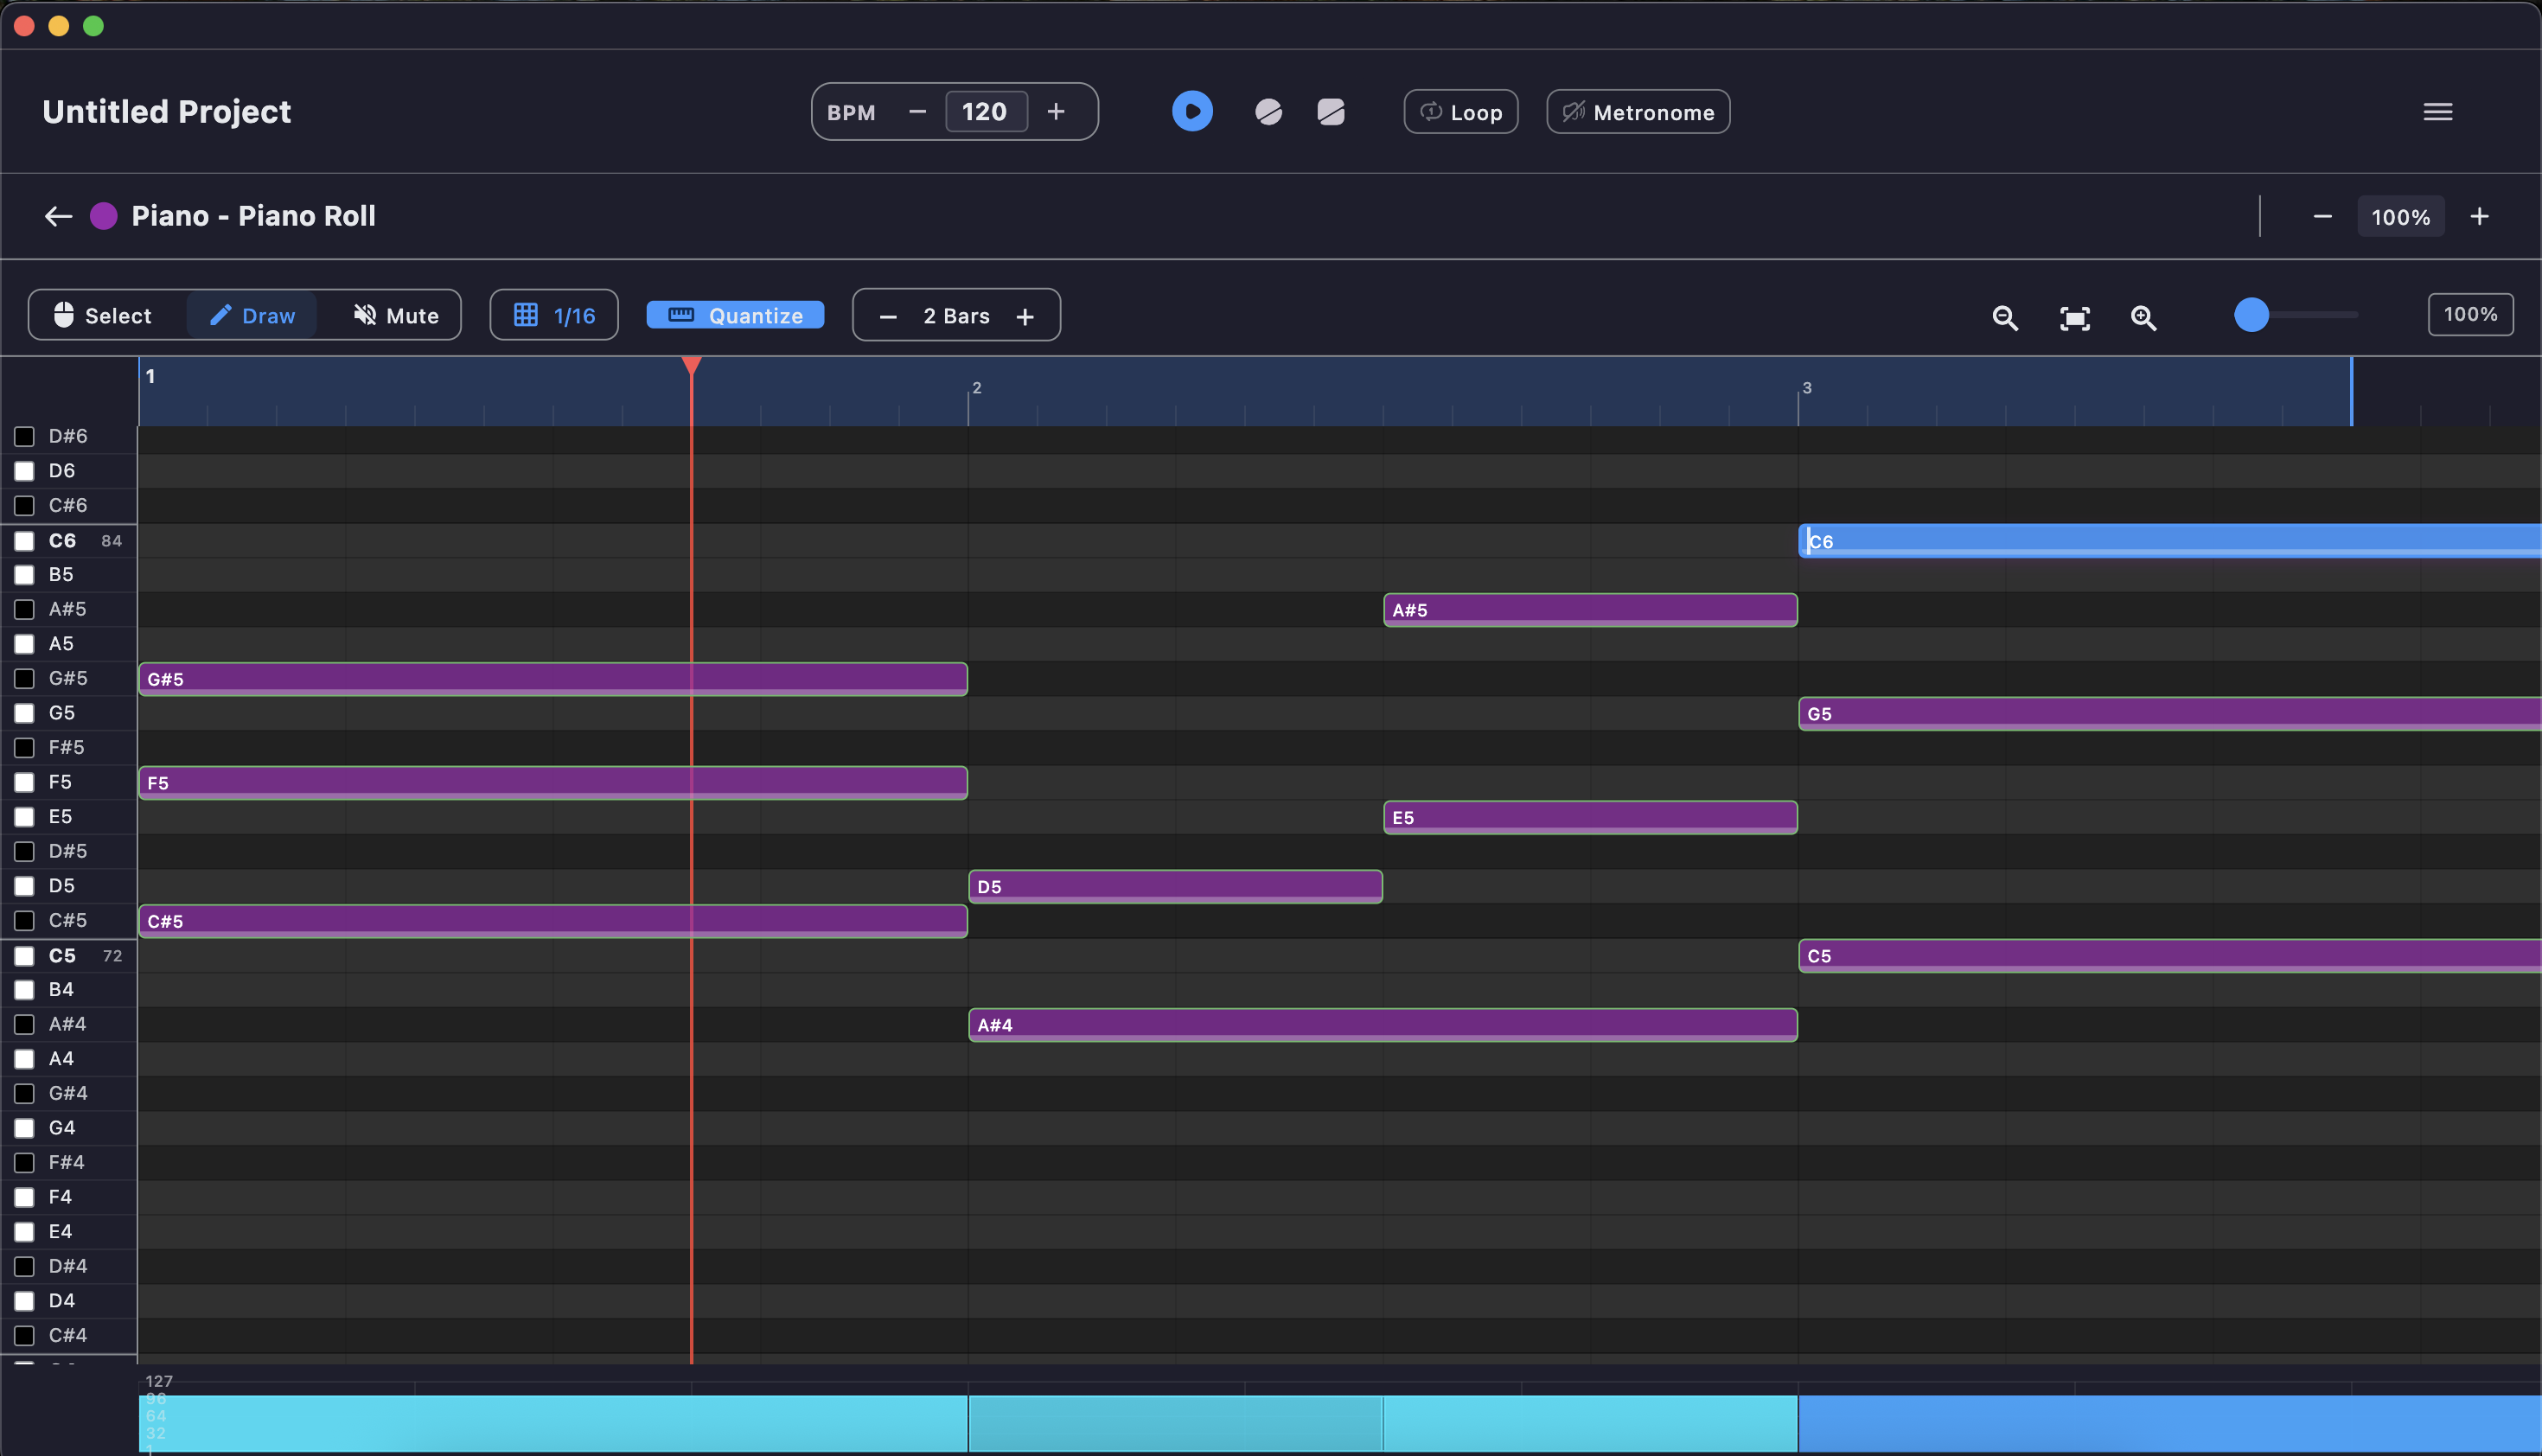 Untitled Project
BPM − 120 +
Loop
Metronome
Piano - Piano Roll
− 100% +
Select
Draw
Mute
1/16
Quantize
− 2 Bars +
100%
1
2
3
D#6
D6
C#6
C6 84
C6
B5
A#5
A#5
A5
G#5
G#5
G5
G5
F#5
F5
F5
E5
E5
D#5
D5
D5
C#5
C#5
C5 72
C5
B4
A#4
A#4
A4
G#4
G4
F#4
F4
E4
D#4
D4
C#4
127
96
64
32